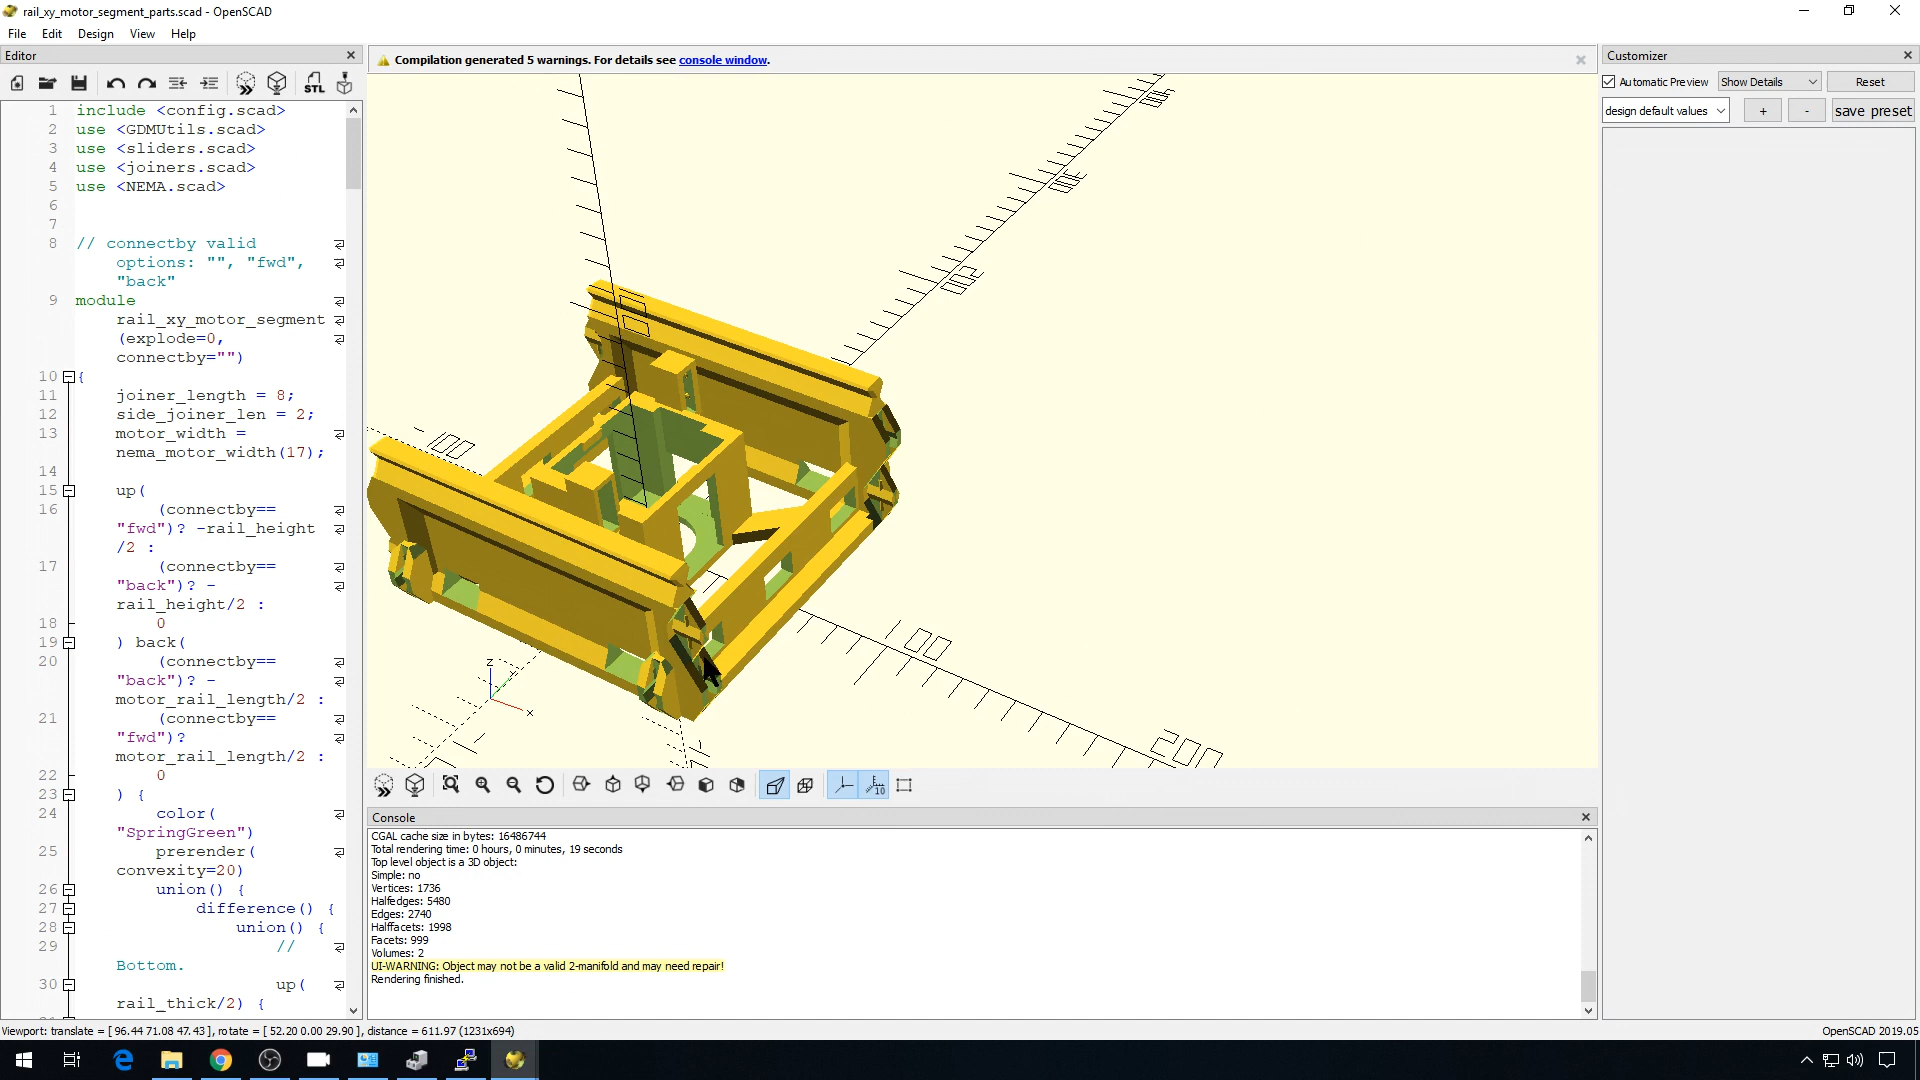 rail_xy_motor_segment_parts.scad - OpenSCAD
File Edit Design View Help
Editor
1 include <config.scad>
2 use <GDMUtils.scad>
3 use <sliders.scad>
4 use <joiners.scad>
5 use <NEMA.scad>
6
7
8 // connectby valid
options: "", "fwd",
"back"
9 module
rail_xy_motor_segment
(explode=0,
connectby="")
10 {
11 joiner_length = 8;
12 side_joiner_len = 2;
13 motor_width =
nema_motor_width(17);
14
15 up(
16 (connectby==
"fwd")? -rail_height
/2 :
17 (connectby==
"back")? -
rail_height/2 :
18 0
19 ) back(
20 (connectby==
"back")? -
motor_rail_length/2 :
21 (connectby==
"fwd")?
motor_rail_length/2 :
22 0
23 ) {
24 color(
"SpringGreen")
25 prerender(
convexity=20)
26 union() {
27 difference() {
28 union() {
29 //
Bottom.
30 up(
rail_thick/2) {
Compilation generated 5 warnings. For details see console window.
100
100
200
STL
10
z
x
Console
CGAL cache size in bytes: 16486744
Total rendering time: 0 hours, 0 minutes, 19 seconds
Top level object is a 3D object:
Simple: no
Vertices: 1736
Halfedges: 5480
Edges: 2740
Halffacets: 1998
Facets: 999
Volumes: 2
UI-WARNING: Object may not be a valid 2-manifold and may need repair!
Rendering finished.
Customizer
Automatic Preview Show Details Reset
design default values + - save preset
Viewport: translate = [ 96.44 71.08 47.43 ], rotate = [ 52.20 0.00 29.90 ], distance = 611.97 (1231x694)
OpenSCAD 2019.05